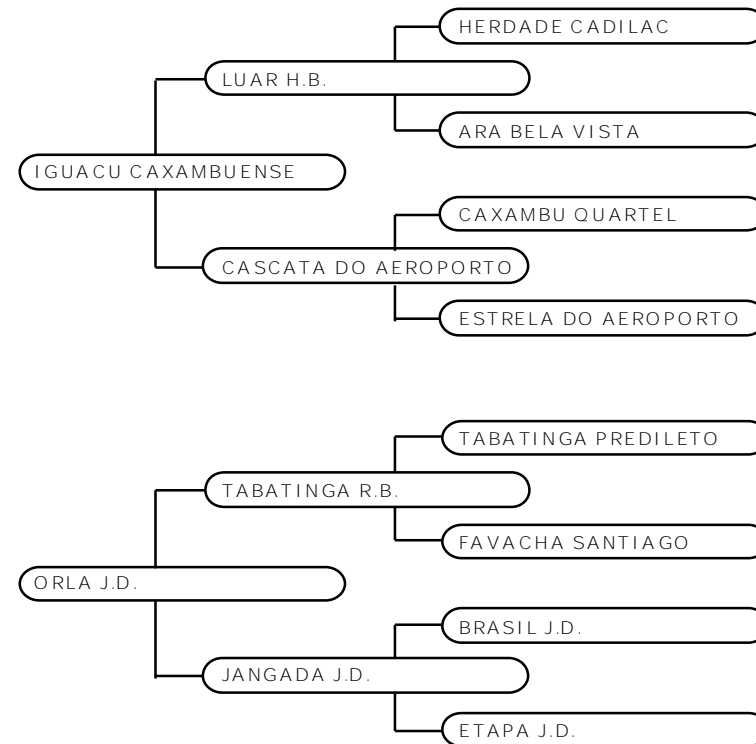 HERDADE CADILAC
LUAR H.B.
ARA BELA VISTA
IGUACU CAXAMBUENSE
CAXAMBU QUARTEL
CASCATA DO AEROPORTO
ESTRELA DO AEROPORTO
TABATINGA PREDILETO
TABATINGA R.B.
FAVACHA SANTIAGO
ORLA J.D.
BRASIL J.D.
JANGADA J.D.
ETAPA J.D.